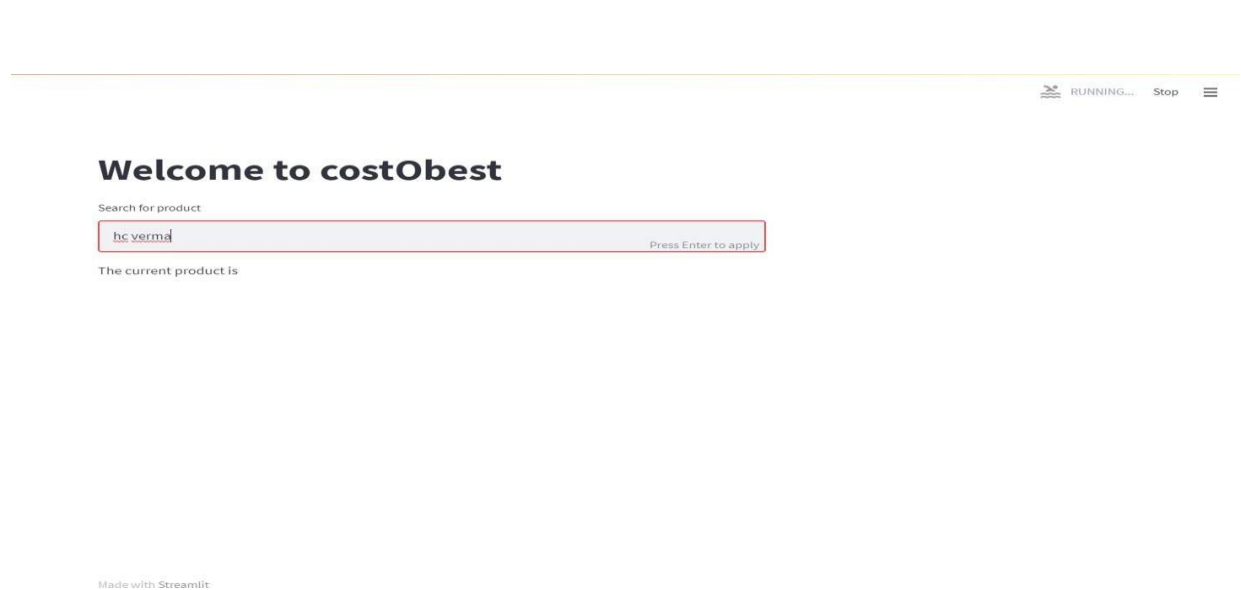 RUNNING... Stop
Welcome to costObest
Search for product
hc verma
Press Enter to apply
The current product is
Made with Streamlit